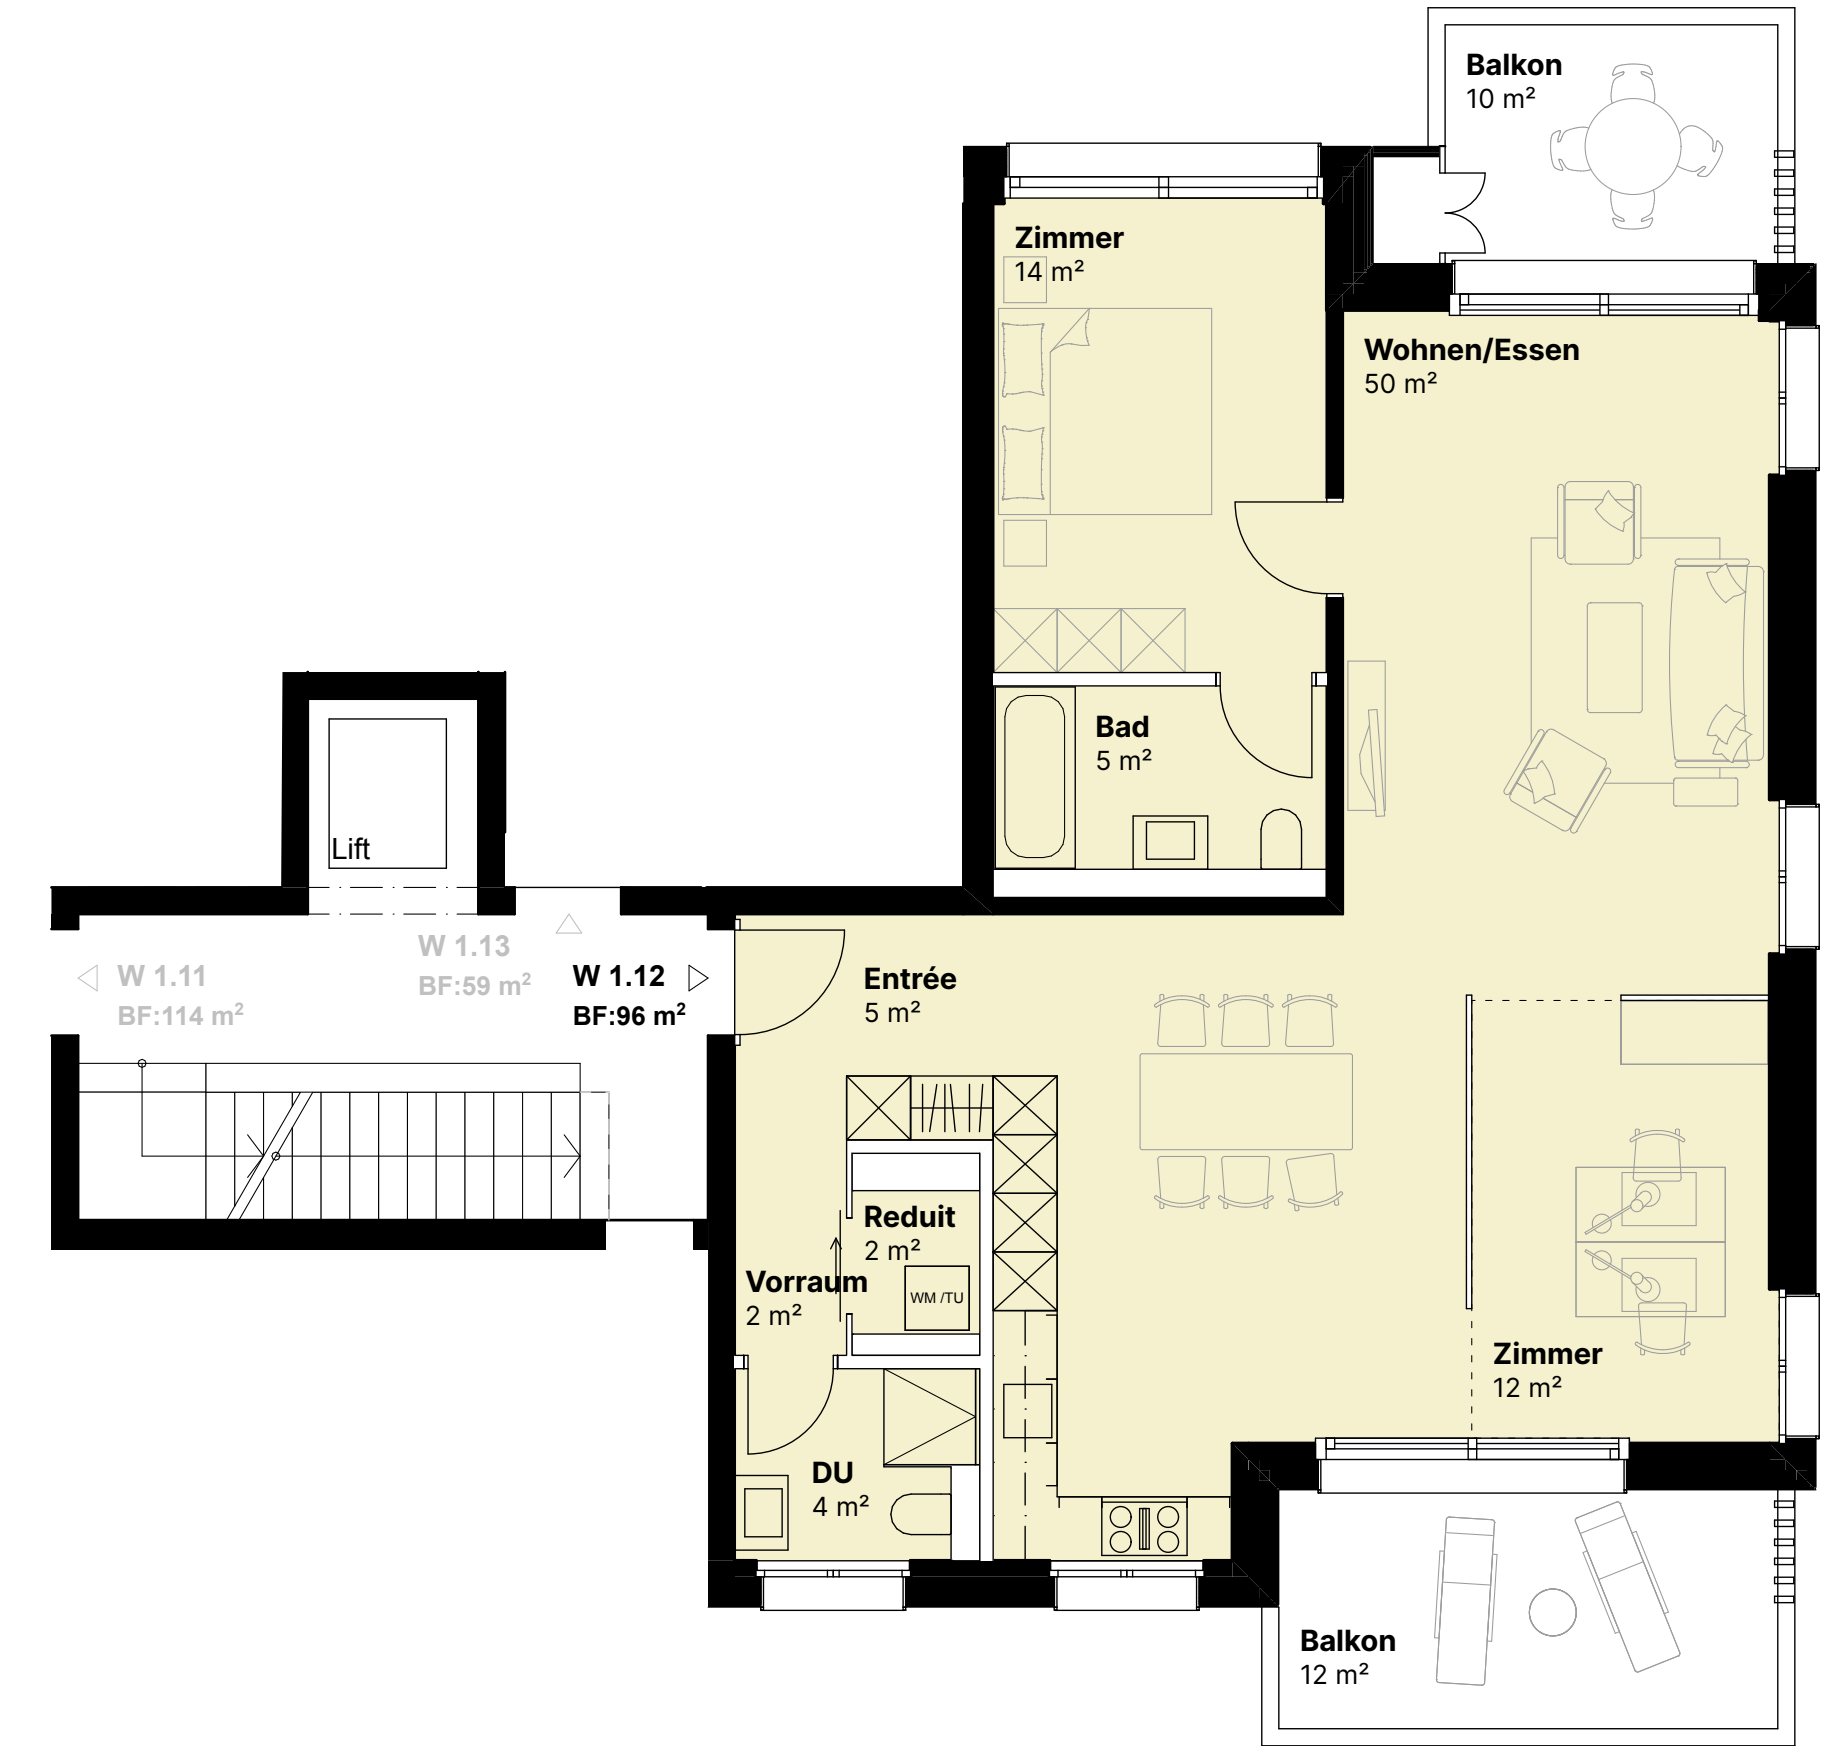 Balkon
10 m²
Zimmer
14 m²
Wohnen/Essen
50 m²
Bad
5 m²
Lift
W 1.13
BF:59 m²
W 1.11
BF:114 m²
W 1.12
BF:96 m²
Entrée
5 m²
Reduit
2 m²
Vorraum
2 m²
WM /TU
Zimmer
12 m²
DU
4 m²
Balkon
12 m²